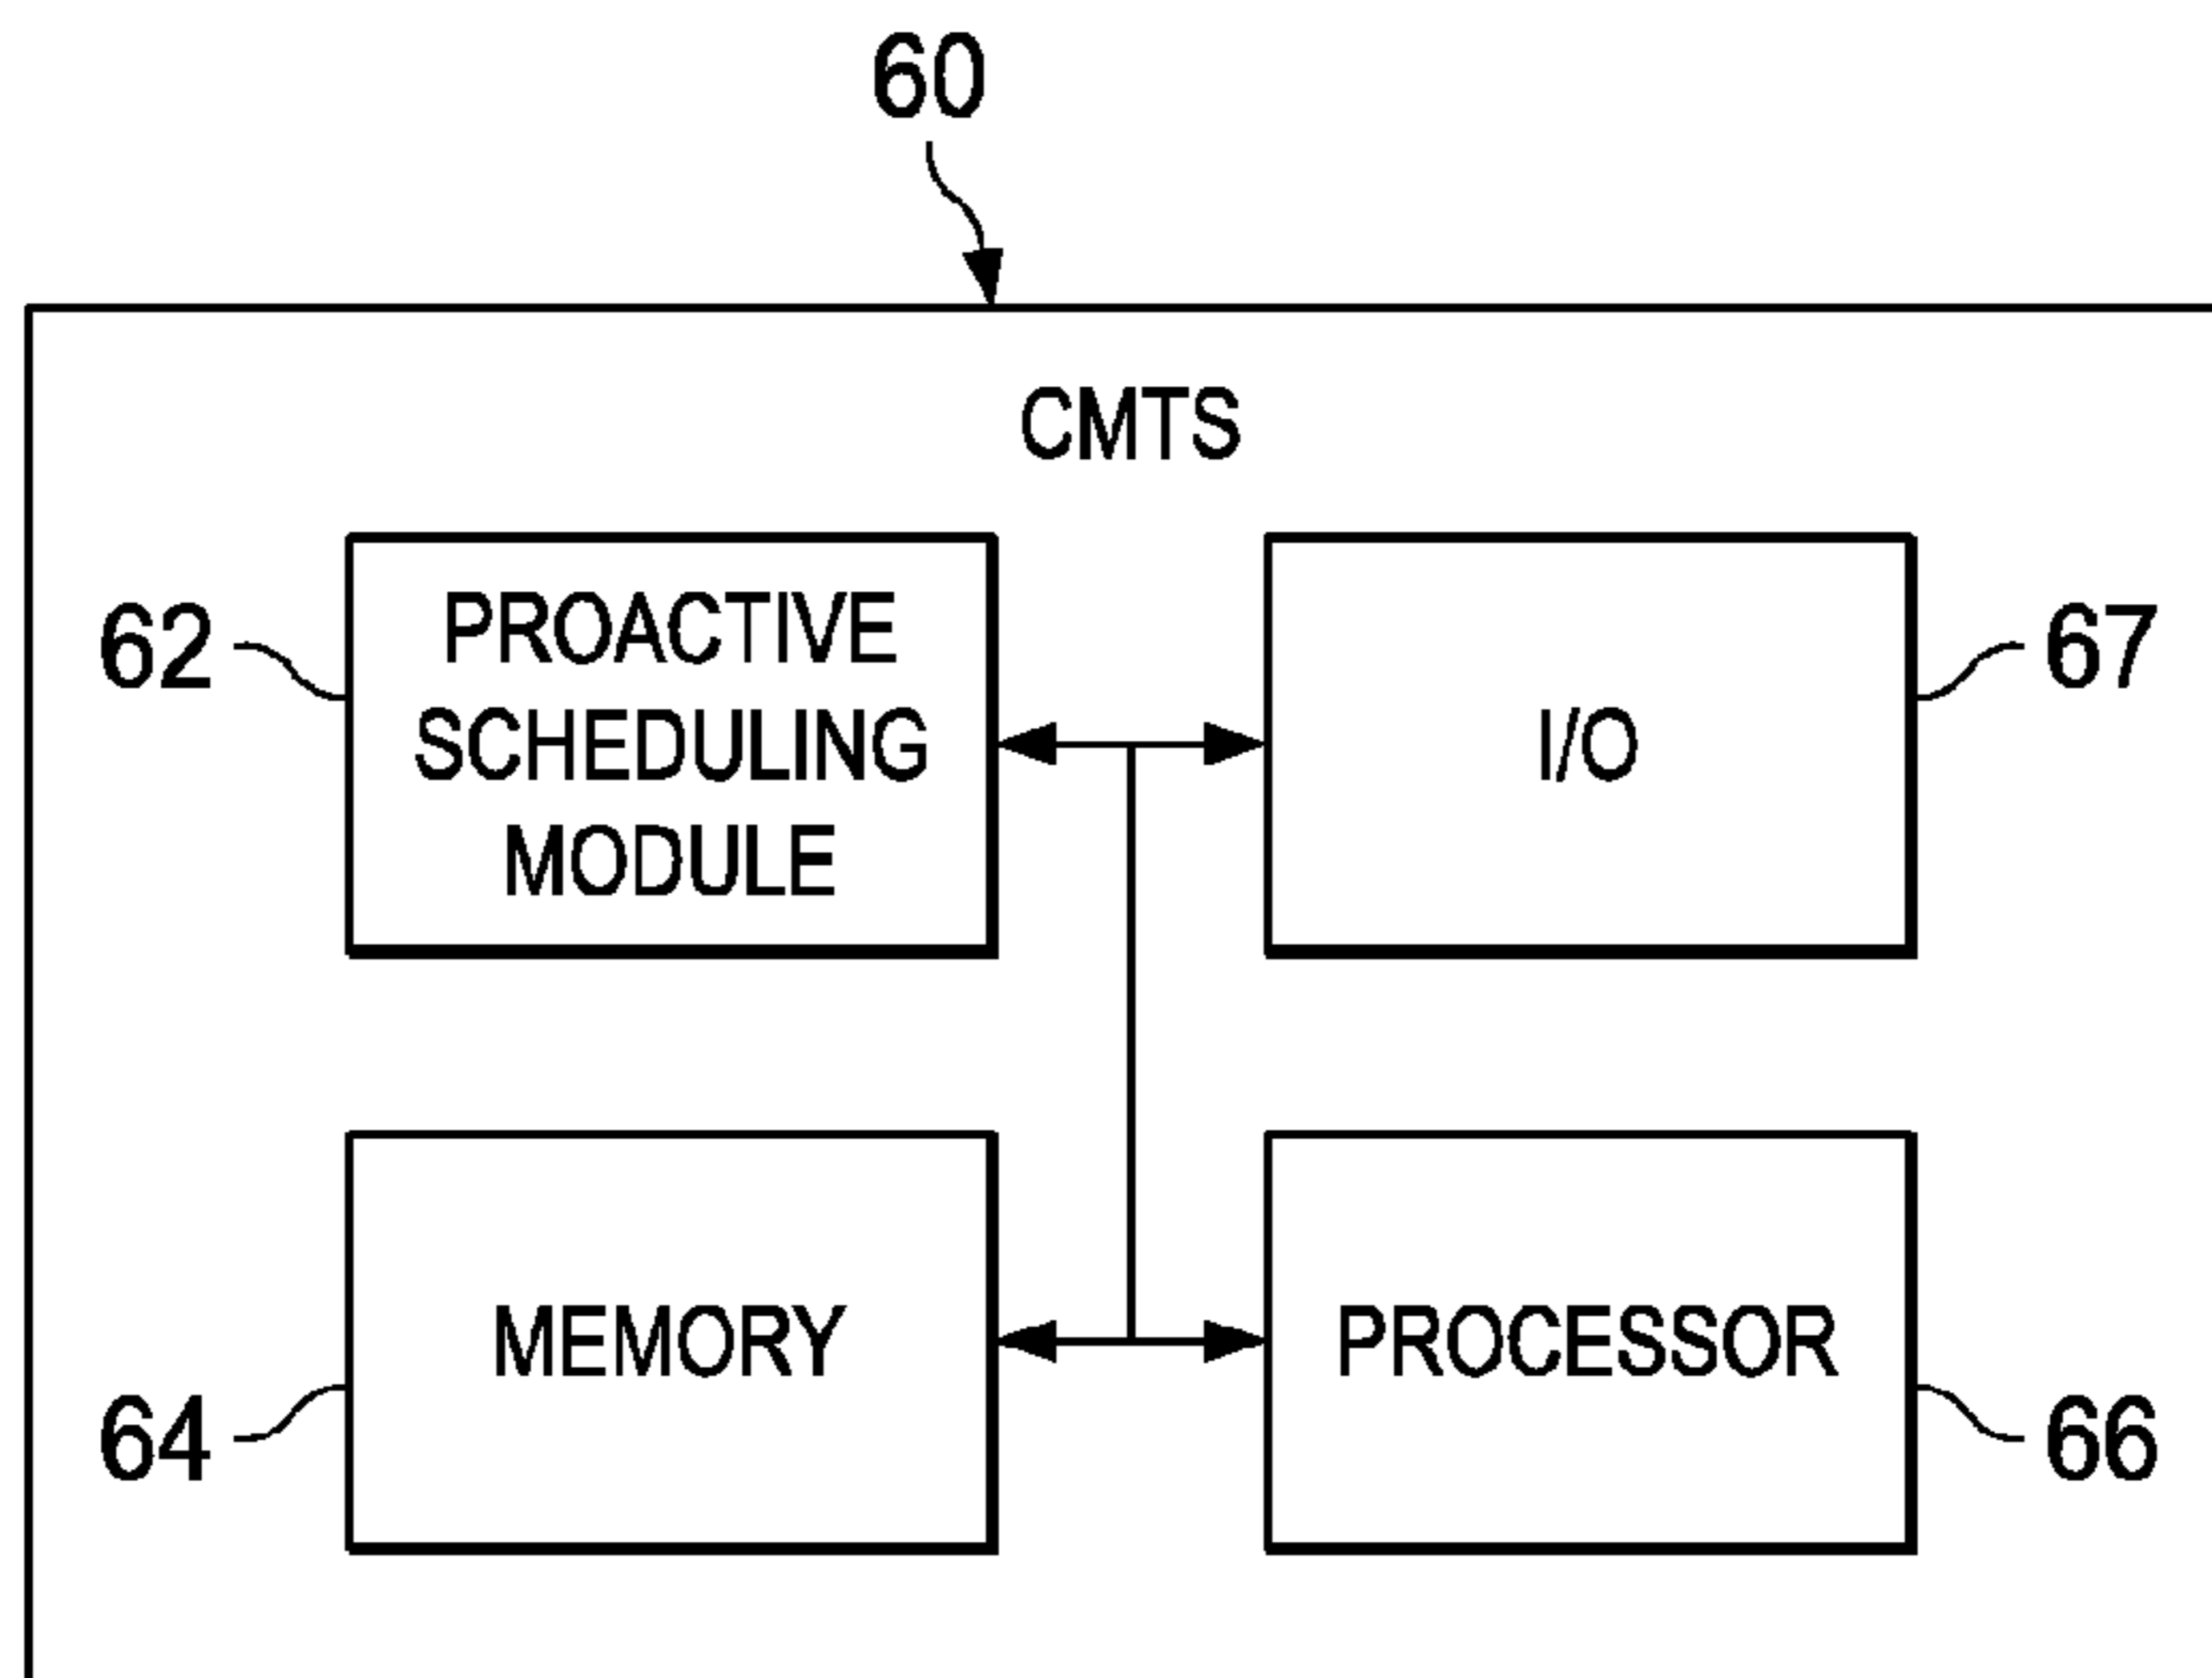 60
CMTS
62
PROACTIVE
SCHEDULING
MODULE
I/O
67
64
MEMORY
PROCESSOR
66